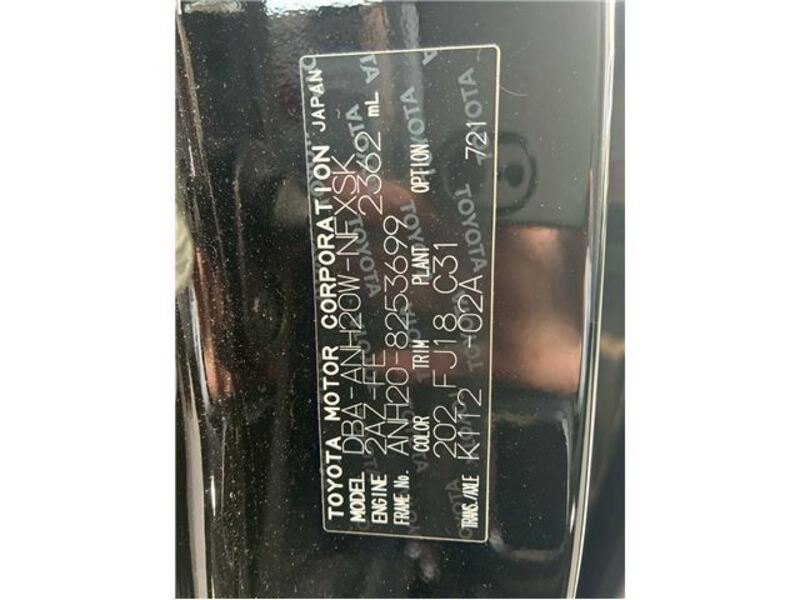 TOYOTA MOTOR CORPORATION JAPAN
MODEL DBA-ANH20W-NFXSK
ENGINE 2AZ-FE 2362 mL
FRAME No. ANH20-8253699
COLOR TRIM PLANT OPTION
202 FJ18 C31 721
TRANS./AXLE K112 -02A